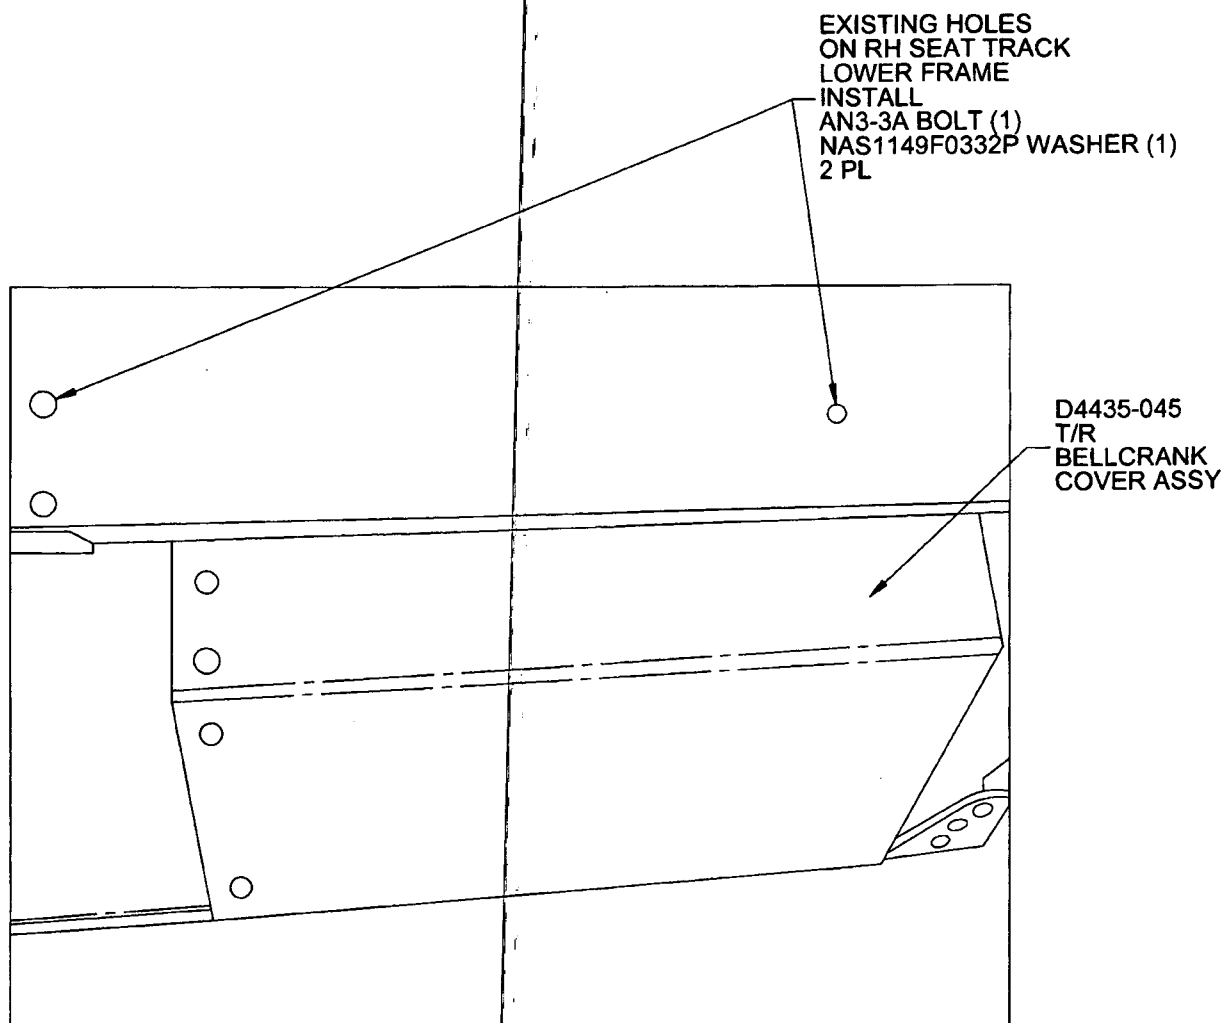 EXISTING HOLES
ON RH SEAT TRACK
LOWER FRAME
INSTALL
AN3-3A BOLT (1)
NAS1149F0332P WASHER (1)
2 PL
D4435-045
T/R
BELLCRANK
COVER ASSY